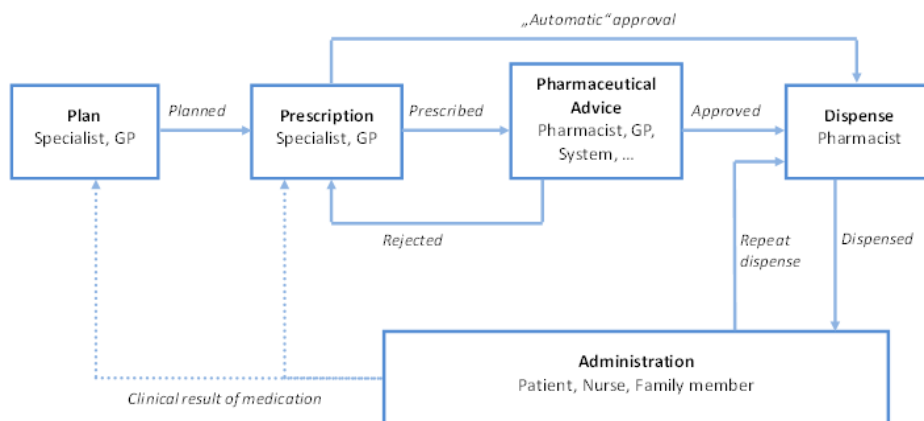 „Automatic“ approval
Plan
Specialist, GP
Planned
Prescription
Specialist, GP
Prescribed
Pharmaceutical
Advice
Pharmacist, GP,
System, ...
Approved
Dispense
Pharmacist
Rejected
Repeat
dispense
Dispensed
Administration
Patient, Nurse, Family member
Clinical result of medication